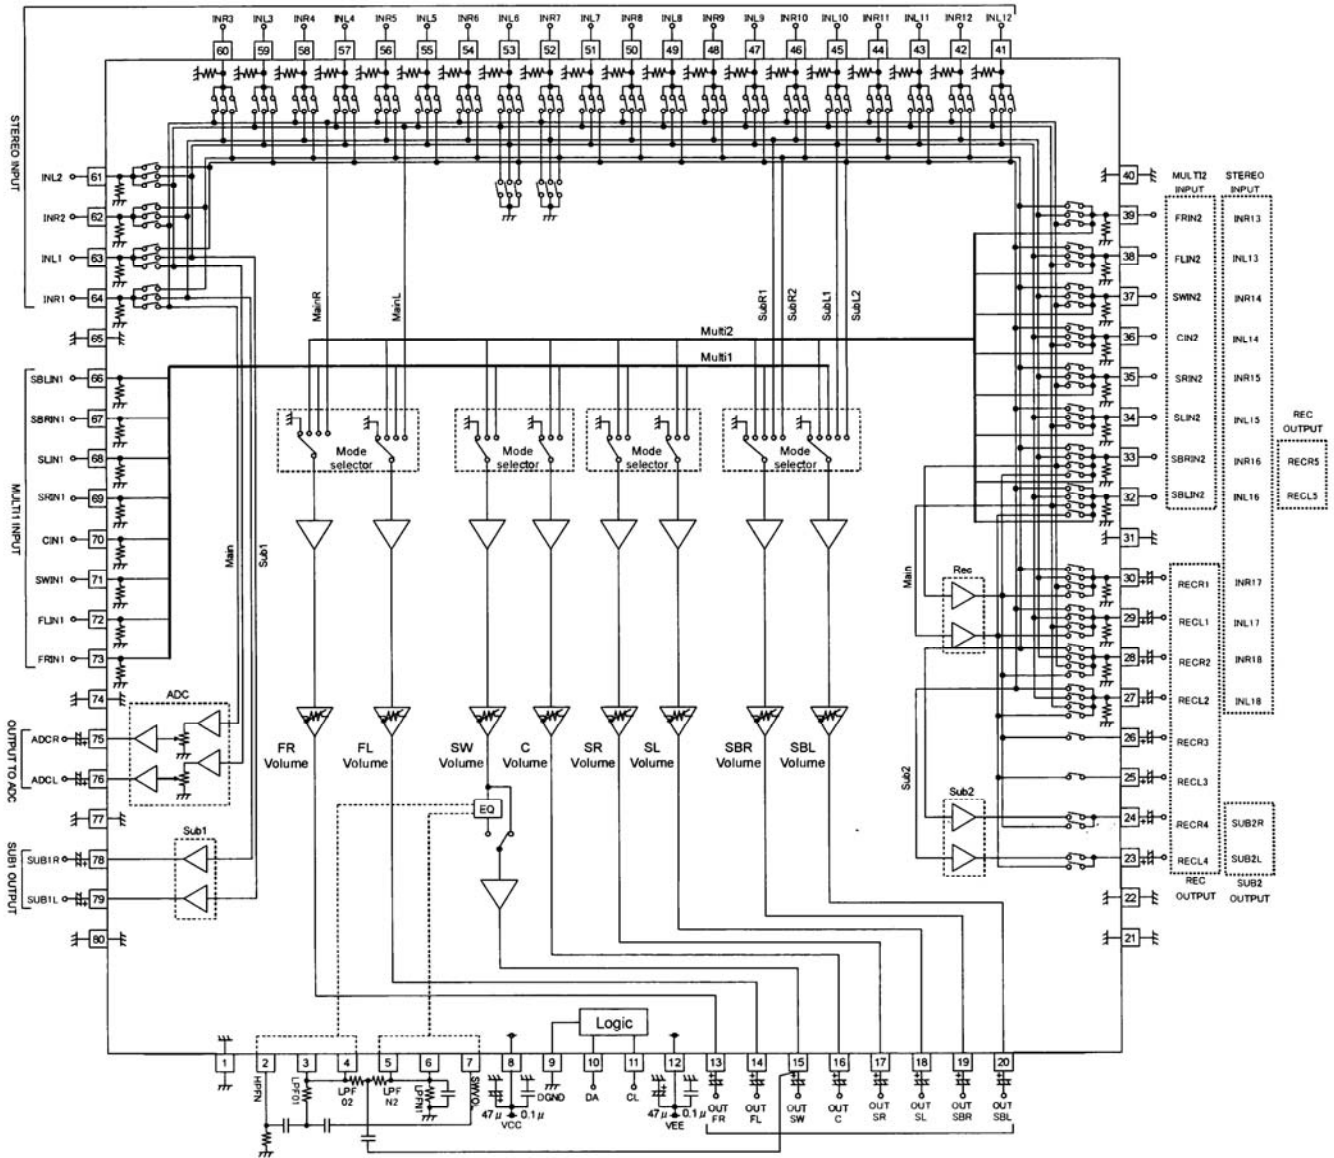 INR3 INL3 INR4 INL4 INR5 INL5 INR6 INL6 INR7 INL7 INR8 INL8 INR9 INL9 INR10 INL10 INR11 INL11 INR12 INL12
60 59 58 57 56 55 54 53 52 51 50 49 48 47 46 45 44 43 42 41
STEREO INPUT
INL2 61
INR2 62
INL1 63
INR1 64
65
MULTI1 INPUT
SBLIN1 66
SBRIN1 67
SLIN1 68
SRIN1 69
CIN1 70
SWIN1 71
FLIN1 72
FRIN1 73
74
OUTPUT TO ADC
ADC
ADCR 75
ADCL 76
77
SUB1 OUTPUT
Sub1
SUB1R 78
SUB1L 79
80
Main
Sub1
MainR
MainL
SubR1
SubR2
SubL1
SubL2
Multi2
Multi1
Mode selector
Mode selector
Mode selector
Mode selector
FR Volume
FL Volume
SW Volume
C Volume
SR Volume
SL Volume
SBR Volume
SBL Volume
EQ
Logic
Main
Rec
Sub2
Sub2
40
MULTI2 INPUT
STEREO INPUT
39 FRIN2 INR13
38 FLIN2 INL13
37 SWIN2 INR14
36 CIN2 INL14
35 SRIN2 INR15
34 SLIN2 INL15
REC OUTPUT
33 SBRIN2 INR16 RECR5
32 SBLIN2 INL16 RECL5
31
30 RECR1 INR17
29 RECL1 INL17
28 RECR2 INR18
27 RECL2 INL18
26 RECR3
25 RECL3
24 RECR4 SUB2R
23 RECL4 SUB2L
REC OUTPUT
SUB2 OUTPUT
22
21
1 2 3 4 5 6 7 8 9 10 11 12 13 14 15 16 17 18 19 20
HPFN
LPF01
LPF 02
LPF N2
LPFN1
SWVO
47μ
0.1μ
VCC
DGND
DA
CL
47μ
0.1μ
VEE
OUT FR
OUT FL
OUT SW
OUT C
OUT SR
OUT SL
OUT SBR
OUT SBL